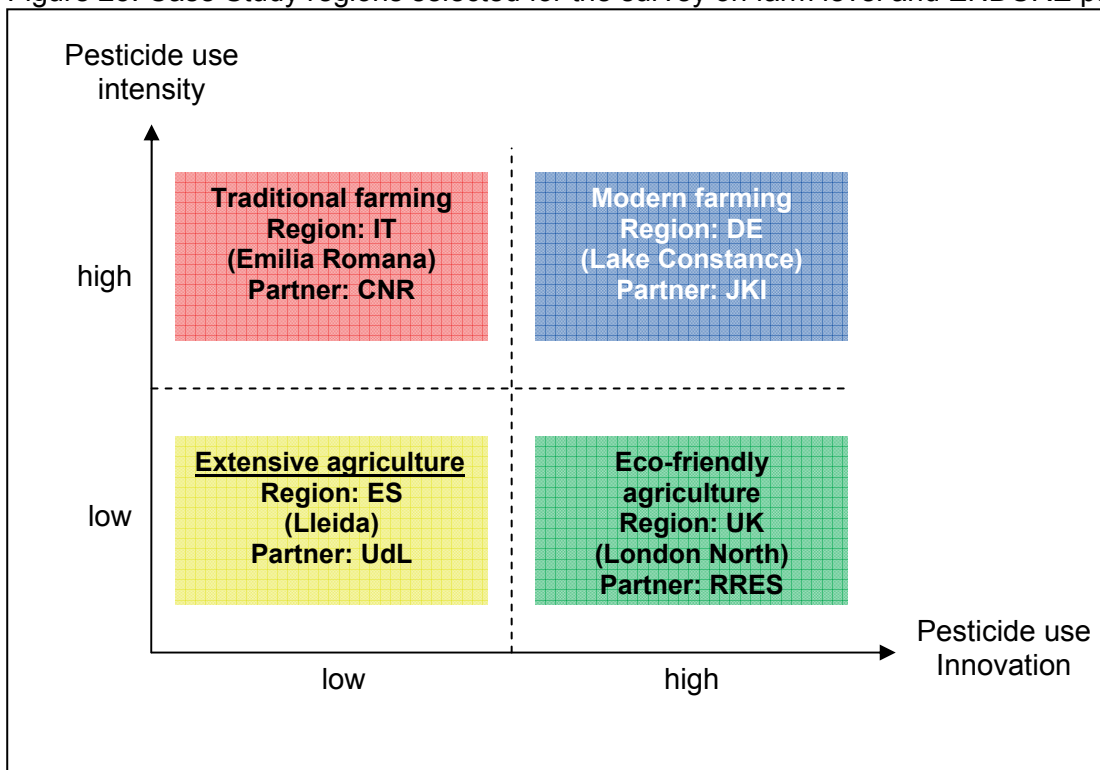 Pesticide use
intensity
Traditional farming
Region: IT
(Emilia Romana)
Partner: CNR
Modern farming
Region: DE
(Lake Constance)
Partner: JKI
high
Extensive agriculture
Region: ES
(Lleida)
Partner: UdL
Eco-friendly
agriculture
Region: UK
(London North)
Partner: RRES
low
Pesticide use
Innovation
low
high